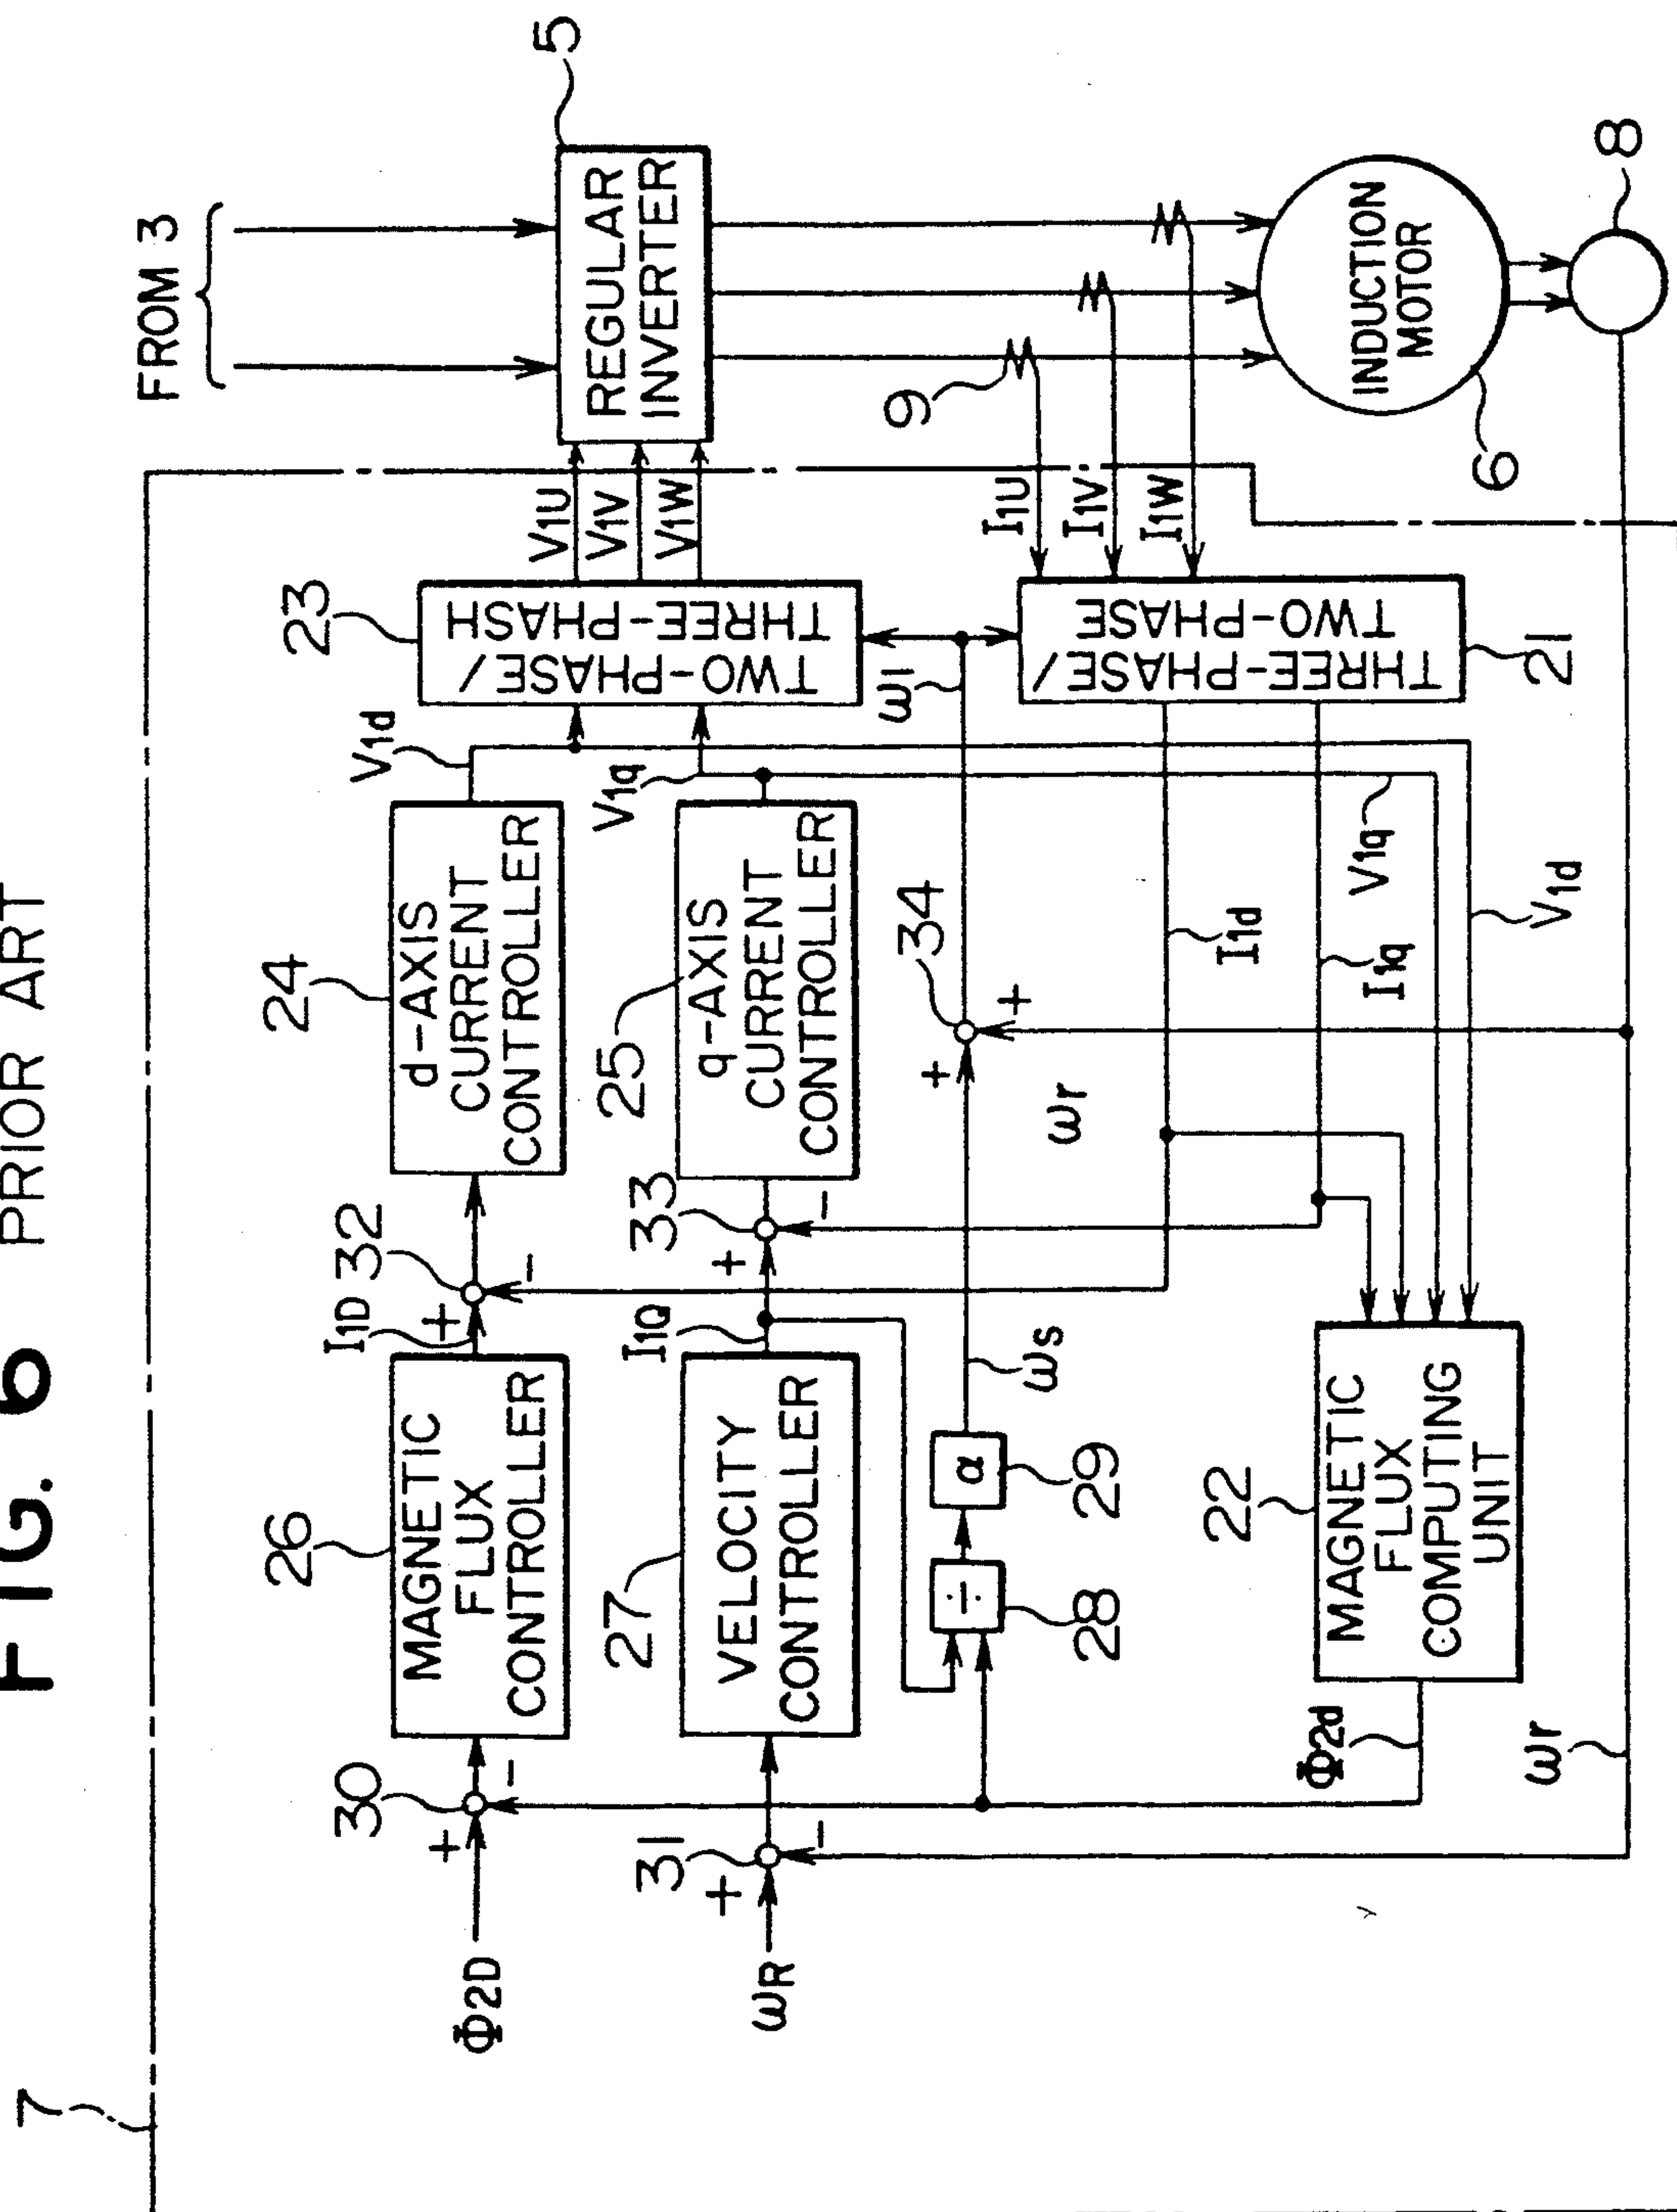 FIG. 6 PRIOR ART
7
FROM 3
5
REGULAR
INVERTER
V1U
V1V
V1W
23
TWO-PHASE/
THREE-PHASH
V1d
V1q
24
d-AXIS
CURRENT
CONTROLLER
25
q-AXIS
CURRENT
CONTROLLER
32
+
-
I1D
33
+
-
I1Q
26
MAGNETIC
FLUX
CONTROLLER
27
VELOCITY
CONTROLLER
30
+
-
Φ2D
31
+
-
ωR
28
÷
29
α
ωs
34
+
+
ωr
ω1
9
I1U
I1V
I1W
21
THREE-PHASE/
TWO-PHASE
I1d
I1q
V1q
V1d
22
MAGNETIC
FLUX
COMPUTING
UNIT
Φ2d
ωr
INDUCTION
MOTOR
6
8